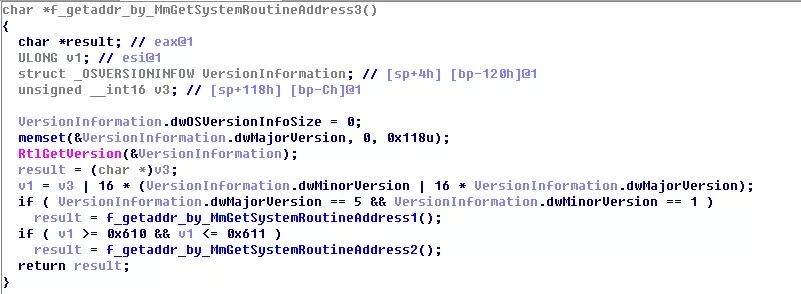 char *f_getaddr_by_MmGetSystemRoutineAddress3()
{
char *result; // eax@1
ULONG v1; // esi@1
struct _OSVERSIONINFOW VersionInformation; // [sp+4h] [bp-120h]@1
unsigned __int16 v3; // [sp+118h] [bp-Ch]@1
VersionInformation.dwOSVersionInfoSize = 0;
memset(&VersionInformation.dwMajorVersion, 0, 0x118u);
RtlGetVersion(&VersionInformation);
result = (char *)v3;
v1 = v3 | 16 * (VersionInformation.dwMinorVersion | 16 * VersionInformation.dwMajorVersion);
if ( VersionInformation.dwMajorVersion == 5 && VersionInformation.dwMinorVersion == 1 )
result = f_getaddr_by_MmGetSystemRoutineAddress1();
if ( v1 >= 0x610 && v1 <= 0x611 )
result = f_getaddr_by_MmGetSystemRoutineAddress2();
return result;
}